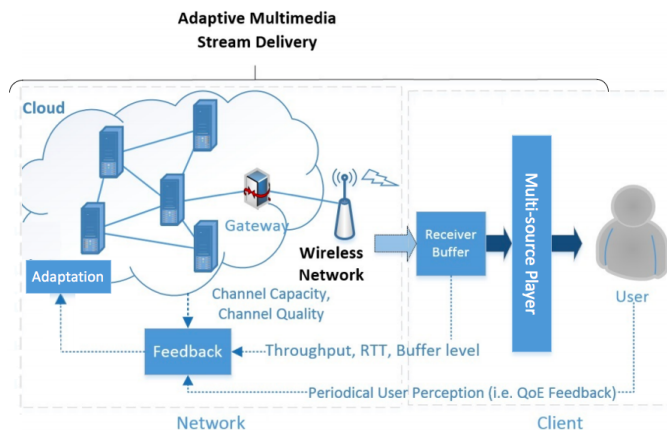 Adaptive Multimedia
Stream Delivery
Cloud
Gateway
Wireless
Network
Adaptation
Receiver
Buffer
Multi-source Player
User
Channel Capacity,
Channel Quality
Feedback
Throughput, RTT, Buffer level
Periodical User Perception (i.e. QoE Feedback)
Network
Client